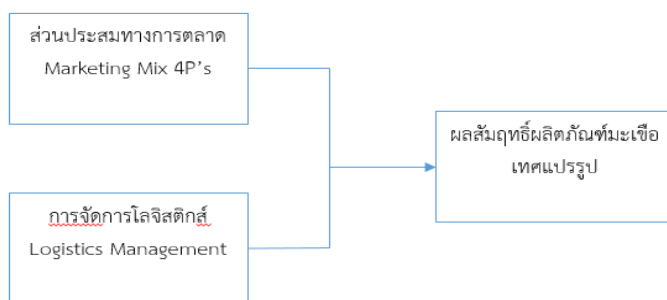 ส่วนประสมทางการตลาด
Marketing Mix 4P’s
ผลสัมฤทธิ์ผลิตภัณฑ์มะเขือ
เทศแปรรูป
การจัดการโลจิสติกส์
Logistics Management